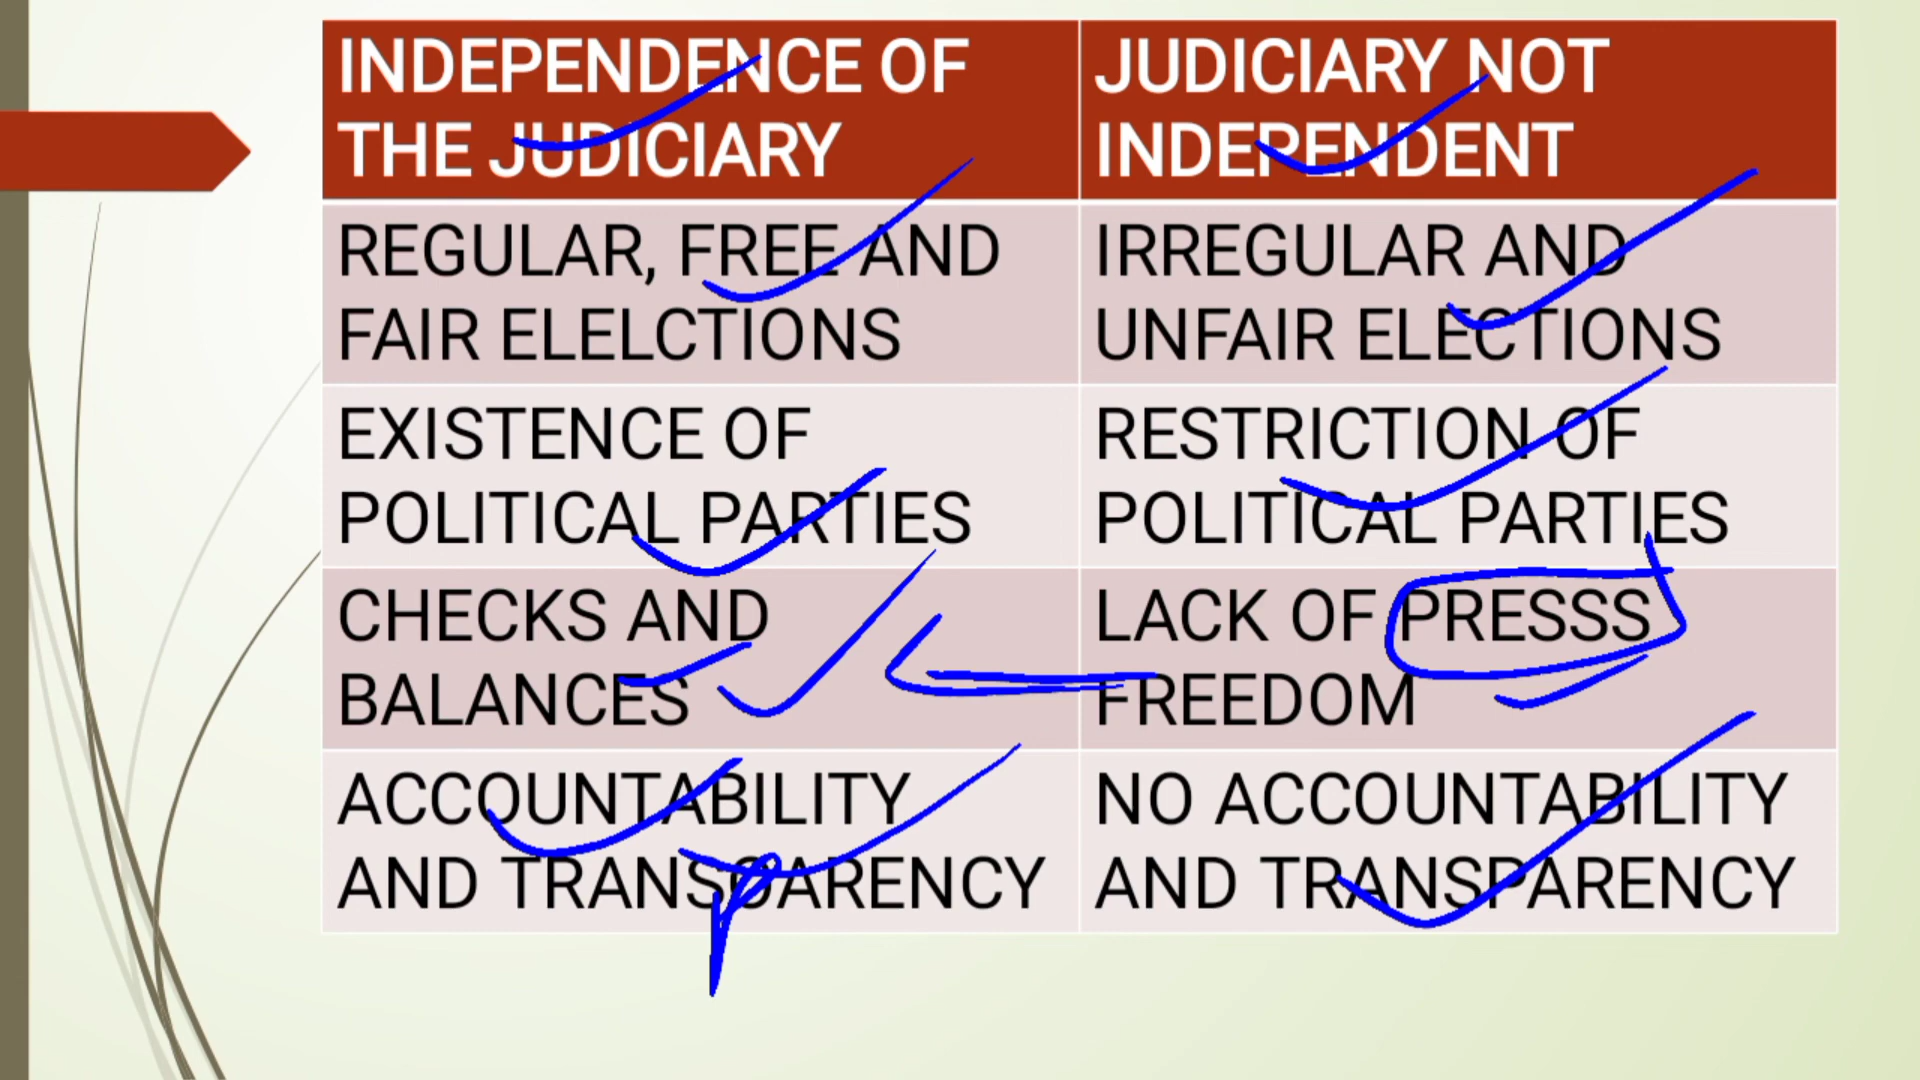 INDEPENDENCE OF
THE JUDICIARY
JUDICIARY NOT
INDEPENDENT
REGULAR, FREE AND
FAIR ELELCTIONS
IRREGULAR AND
UNFAIR ELECTIONS
EXISTENCE OF
POLITICAL PARTIES
RESTRICTION OF
POLITICAL PARTIES
CHECKS AND
BALANCES
LACK OF PRESSS
FREEDOM
ACCOUNTABILITY
AND TRANSOARENCY
p
NO ACCOUNTABILITY
AND TRANSPARENCY